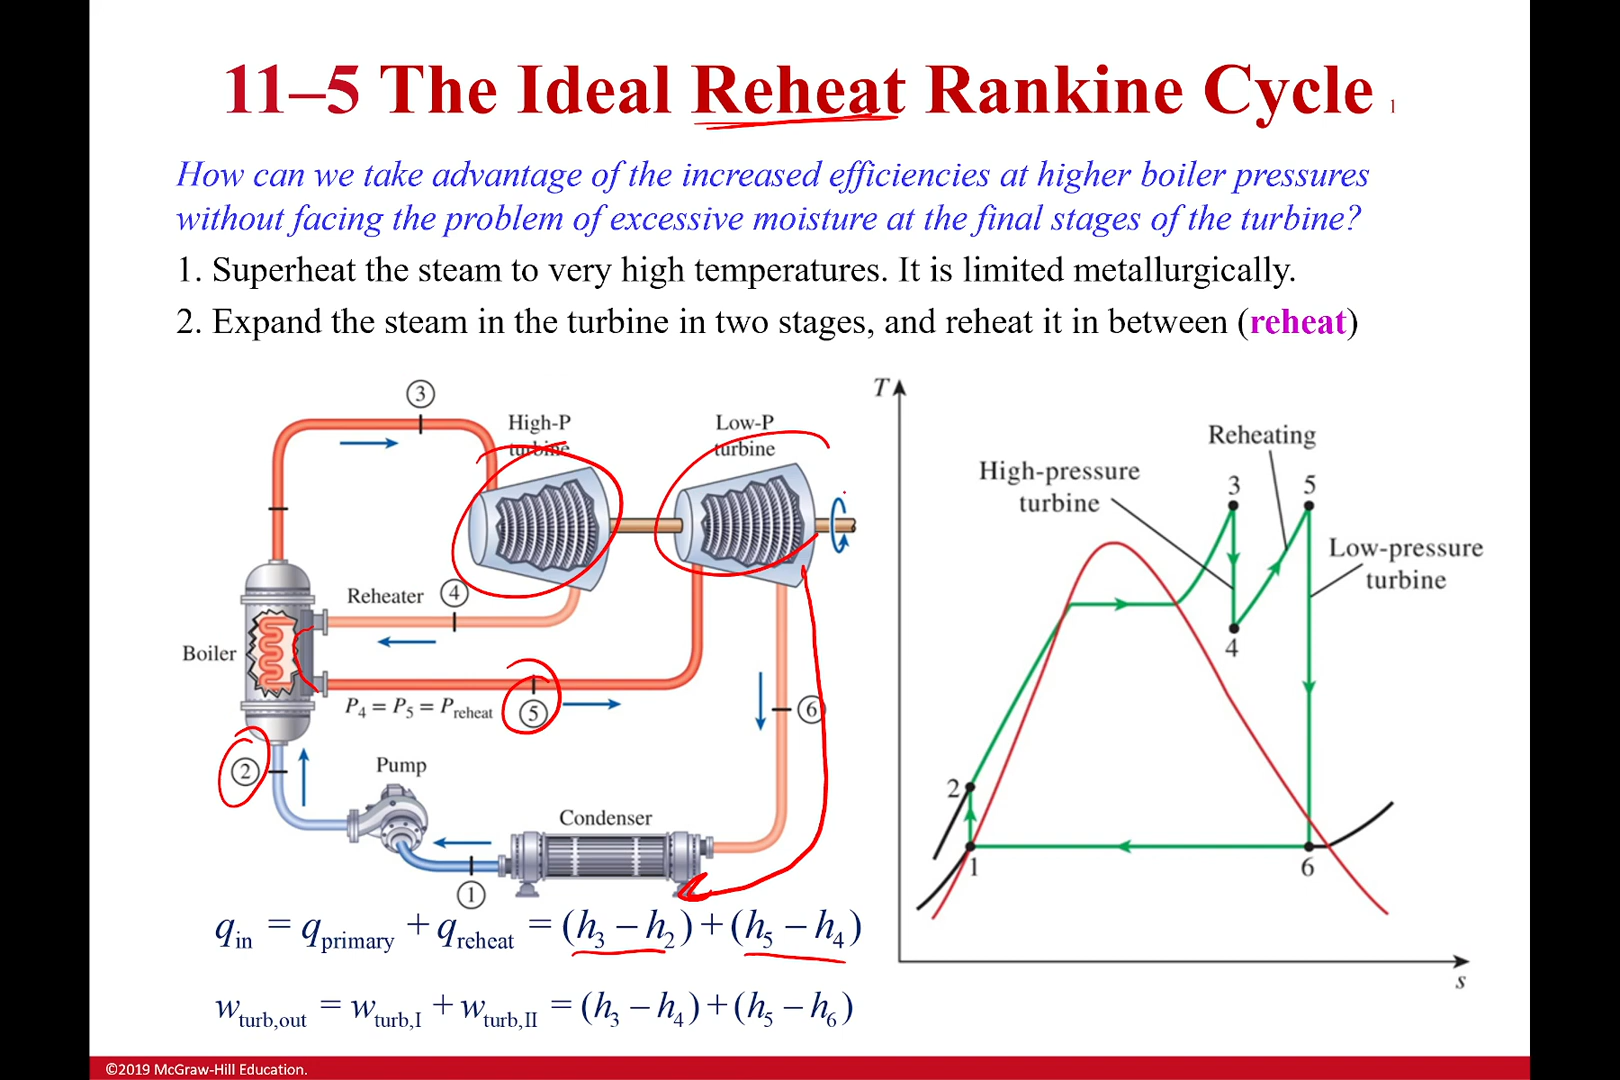 11–5 The Ideal Reheat Rankine Cycle 1
How can we take advantage of the increased efficiencies at higher boiler pressures
without facing the problem of excessive moisture at the final stages of the turbine?
1. Superheat the steam to very high temperatures. It is limited metallurgically.
2. Expand the steam in the turbine in two stages, and reheat it in between (reheat)
3
High-P
turbine
Low-P
turbine
Reheater
4
Boiler
P4 = P5 = Preheat
5
6
2
Pump
Condenser
1
T
Reheating
High-pressure
turbine
3
5
Low-pressure
turbine
4
2
1
6
s
qin = qprimary + qreheat = (h3 – h2) + (h5 – h4)
wturb,out = wturb,I + wturb,II = (h3 – h4) + (h5 – h6)
©2019 McGraw-Hill Education.